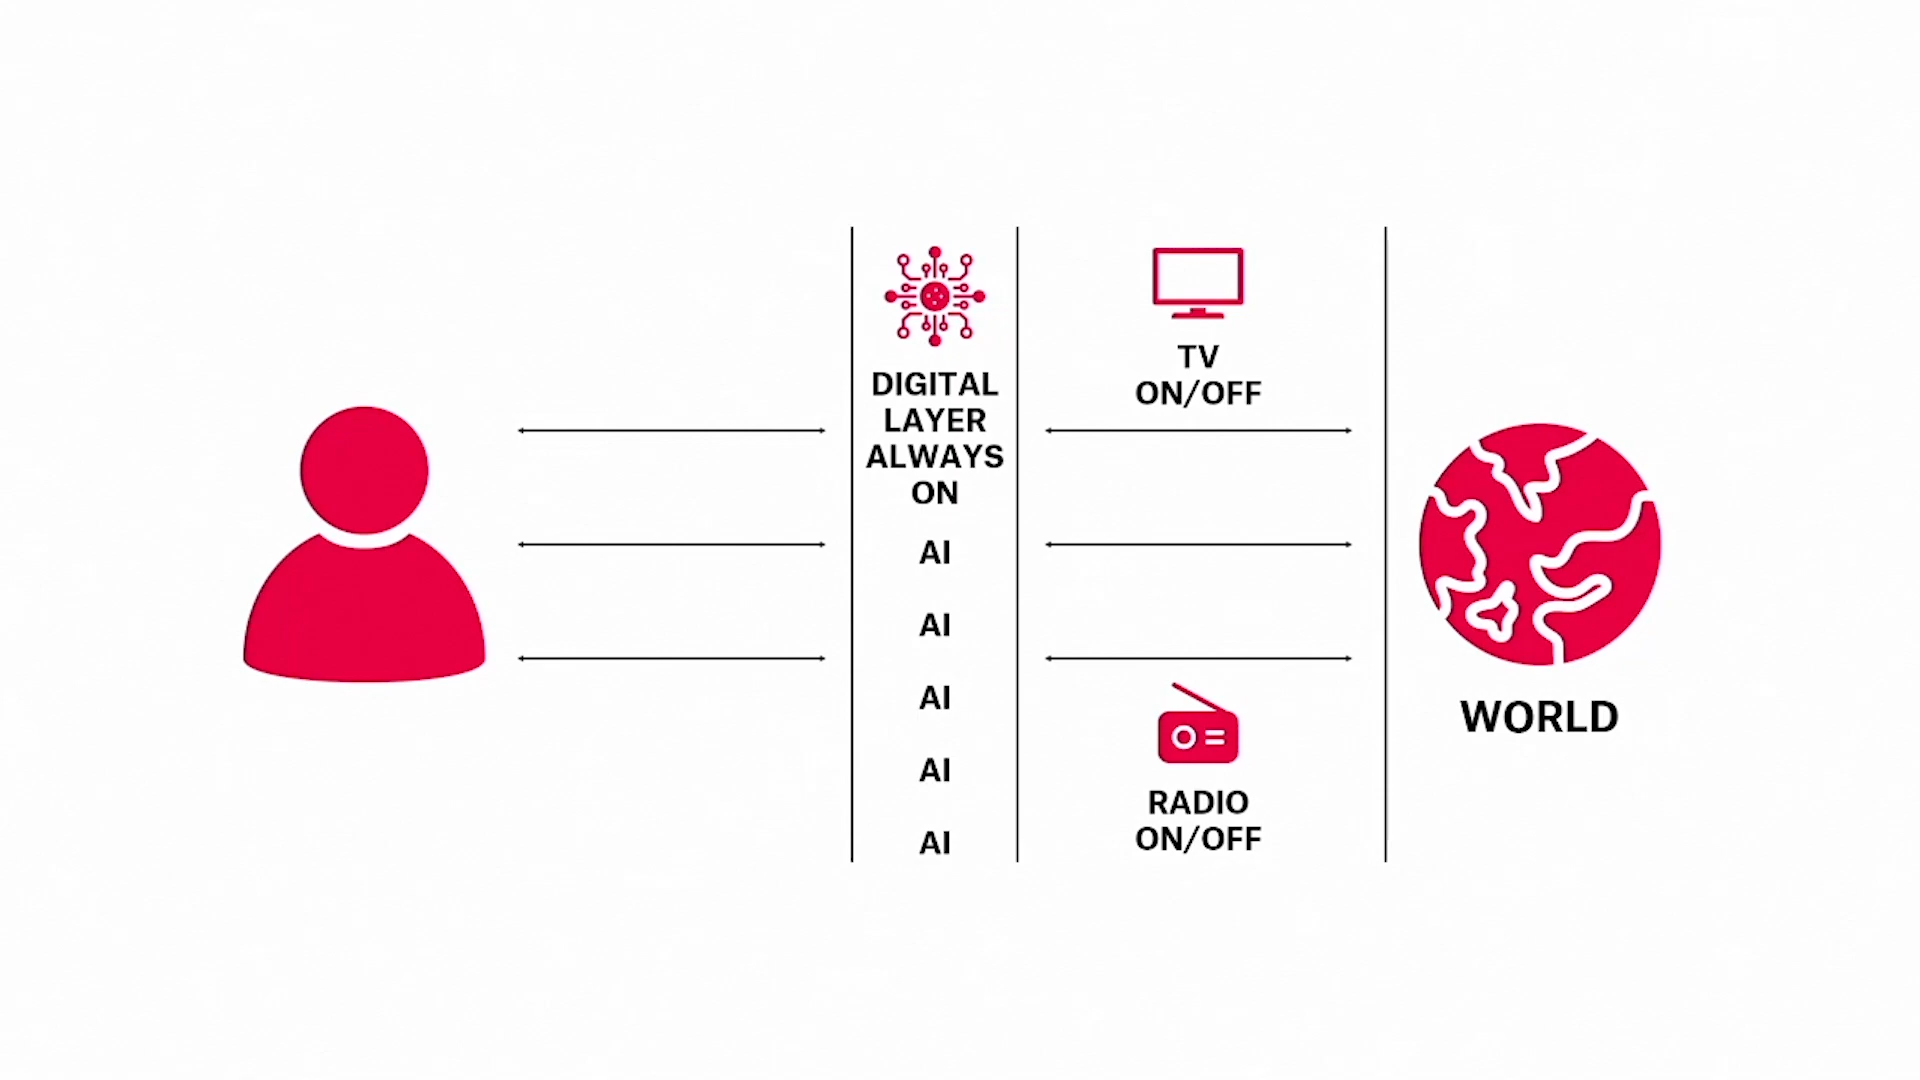 DIGITAL
LAYER
ALWAYS
ON
AI
AI
AI
AI
AI
TV
ON/OFF
RADIO
ON/OFF
WORLD